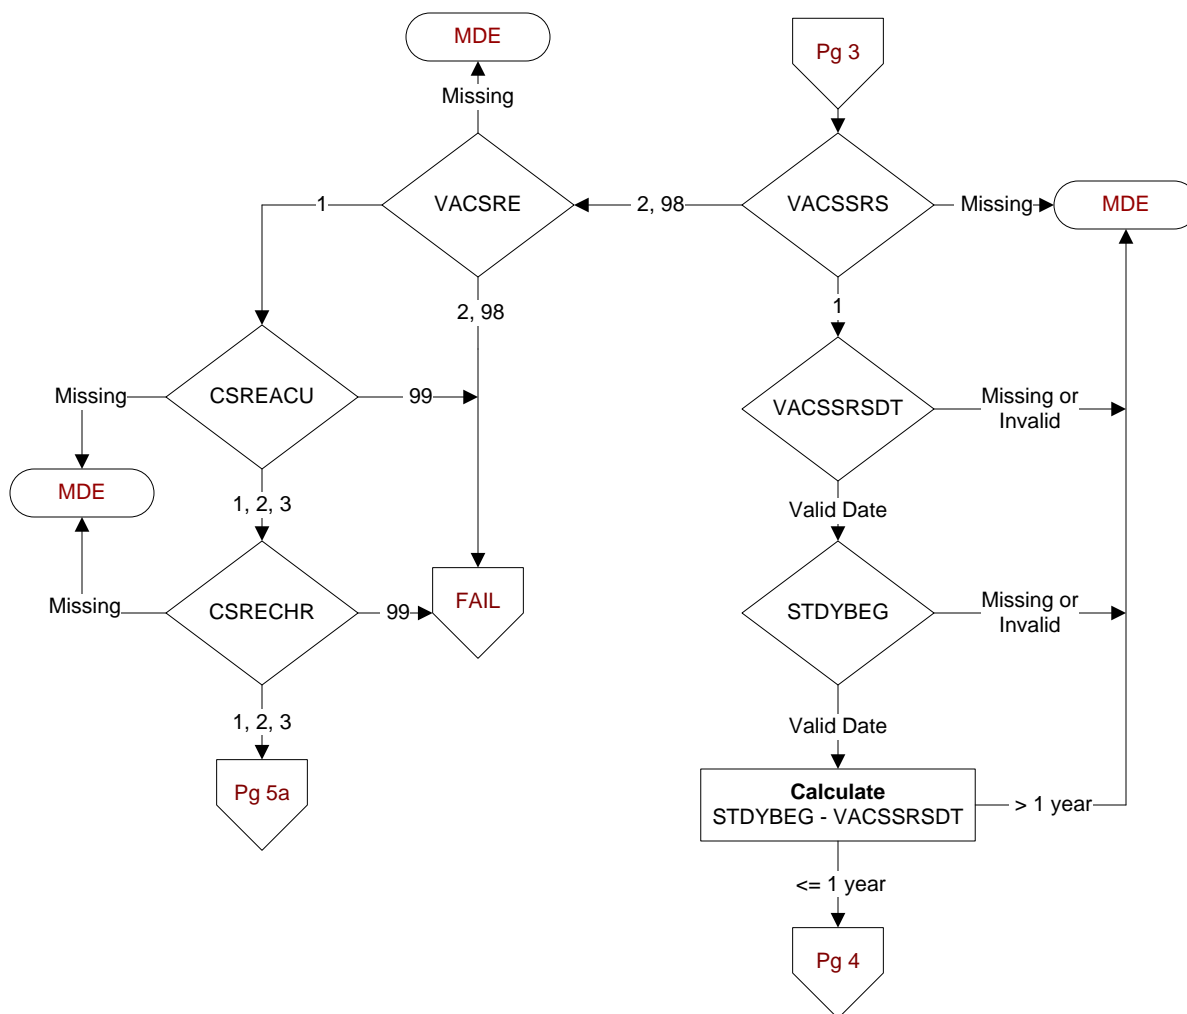 MDE
Pg 3
Missing
VACSRE
VACSSRS
1
2, 98
Missing
MDE
2, 98
1
CSREACU
VACSSRSDT
Missing
99
Missing or
Invalid
MDE
1, 2, 3
Valid Date
CSRECHR
STDYBEG
Missing
99
FAIL
Missing or
Invalid
1, 2, 3
Valid Date
Pg 5a
Calculate
STDYBEG - VACSSRSDT
> 1 year
<= 1 year
Pg 4